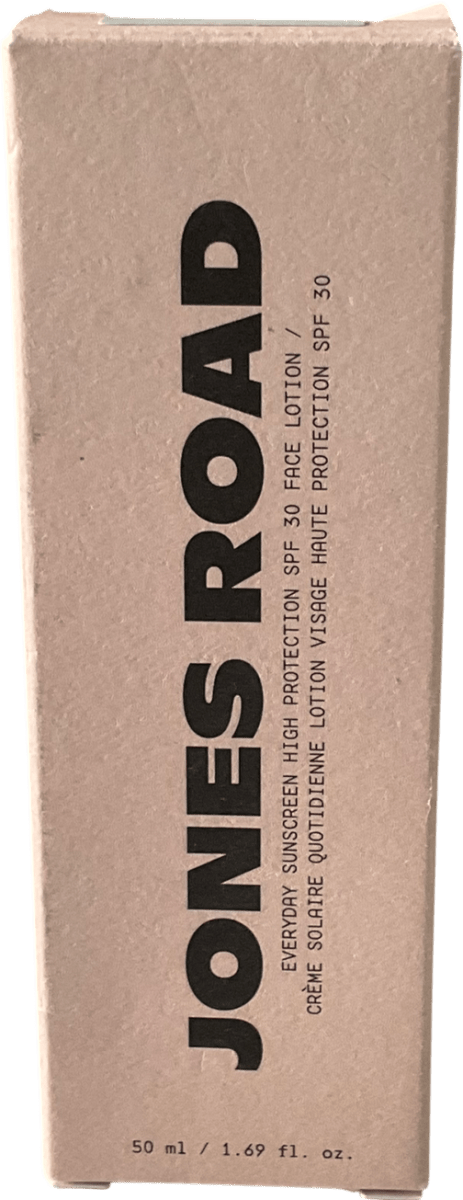 JONES ROAD
EVERYDAY SUNSCREEN HIGH PROTECTION SPF 30 FACE LOTION /
CRÈME SOLAIRE QUOTIDIENNE LOTION VISAGE HAUTE PROTECTION SPF 30
50 ml / 1.69 fl. oz.